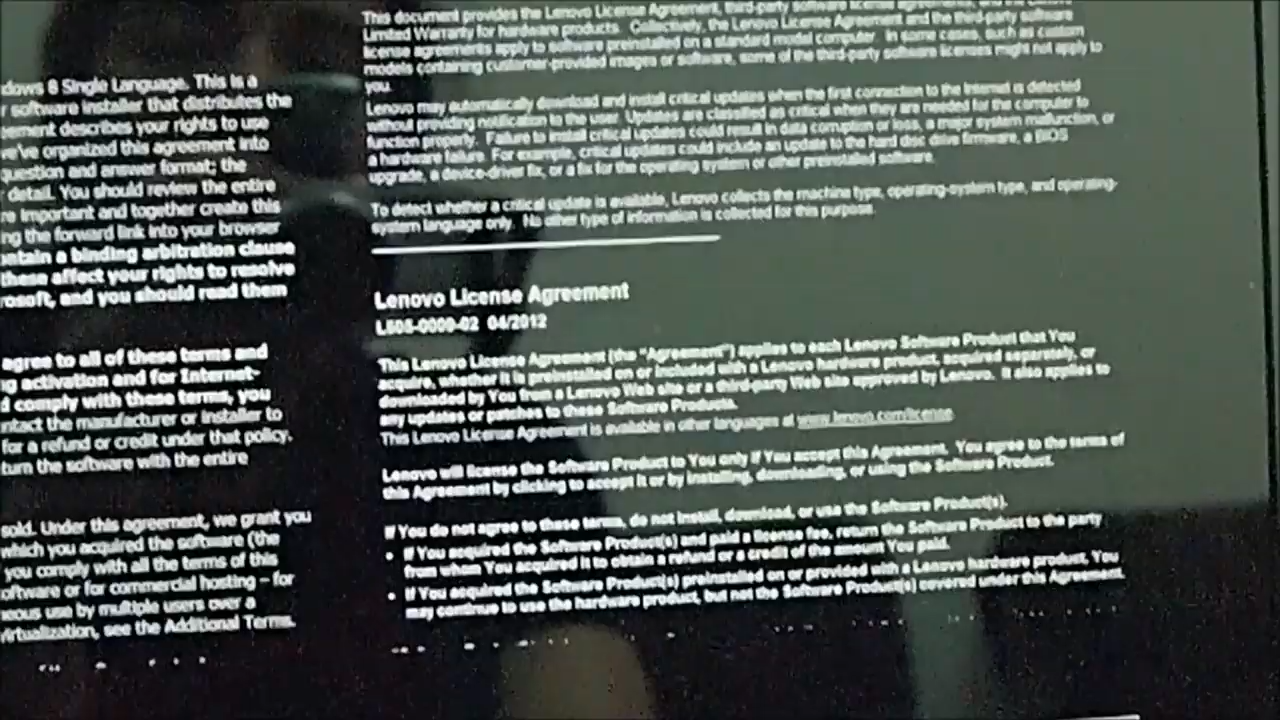 dows 8 Single Language. This is a
r software installer that distributes the
ement describes your rights to use
we've organized this agreement into
question and answer format; the
detail. You should review the entire
re important and together create this
ng the forward link into your browser
ntain a binding arbitration clause
these affect your rights to resolve
rosoft, and you should read them
agree to all of these terms and
g activation and for Internet-
d comply with these terms, you
ntact the manufacturer or installer to
for a refund or credit under that policy.
turn the software with the entire
sold. Under this agreement, we grant you
which you acquired the software (the
you comply with all the terms of this
oftware or for commercial hosting – for
neous use by multiple users over a
virtualization, see the Additional Terms.
This document provides the Lenovo License Agreement, third-party software license agreements, and the
Limited Warranty for hardware products. Collectively, the Lenovo License Agreement and the third-party software
license agreements apply to software preinstalled on a standard model computer. In some cases, such as custom
models containing customer-provided images or software, some of the third-party software licenses might not apply to
you.
Lenovo may automatically download and install critical updates when the first connection to the Internet is detected
without providing notification to the user. Updates are classified as critical when they are needed for the computer to
function properly. Failure to install critical updates could result in data corruption or loss, a major system malfunction, or
a hardware failure. For example, critical updates could include an update to the hard disc drive firmware, a BIOS
upgrade, a device-driver fix, or a fix for the operating system or other preinstalled software.
To detect whether a critical update is available, Lenovo collects the machine type, operating-system type, and operating-
system language only. No other type of information is collected for this purpose.
Lenovo License Agreement
L505-0009-02 04/2012
This Lenovo License Agreement (the "Agreement") applies to each Lenovo Software Product that You
acquire, whether it is preinstalled on or included with a Lenovo hardware product, acquired separately, or
downloaded by You from a Lenovo Web site or a third-party Web site approved by Lenovo. It also applies to
any updates or patches to these Software Products.
This Lenovo License Agreement is available in other languages at www.lenovo.com/license.
Lenovo will license the Software Product to You only if You accept this Agreement. You agree to the terms of
this Agreement by clicking to accept it or by installing, downloading, or using the Software Product.
If You do not agree to these terms, do not install, download, or use the Software Product(s).
• If You acquired the Software Product(s) and paid a license fee, return the Software Product to the party
from whom You acquired it to obtain a refund or a credit of the amount You paid.
• If You acquired the Software Product(s) preinstalled on or provided with a Lenovo hardware product, You
may continue to use the hardware product, but not the Software Product(s) covered under this Agreement.